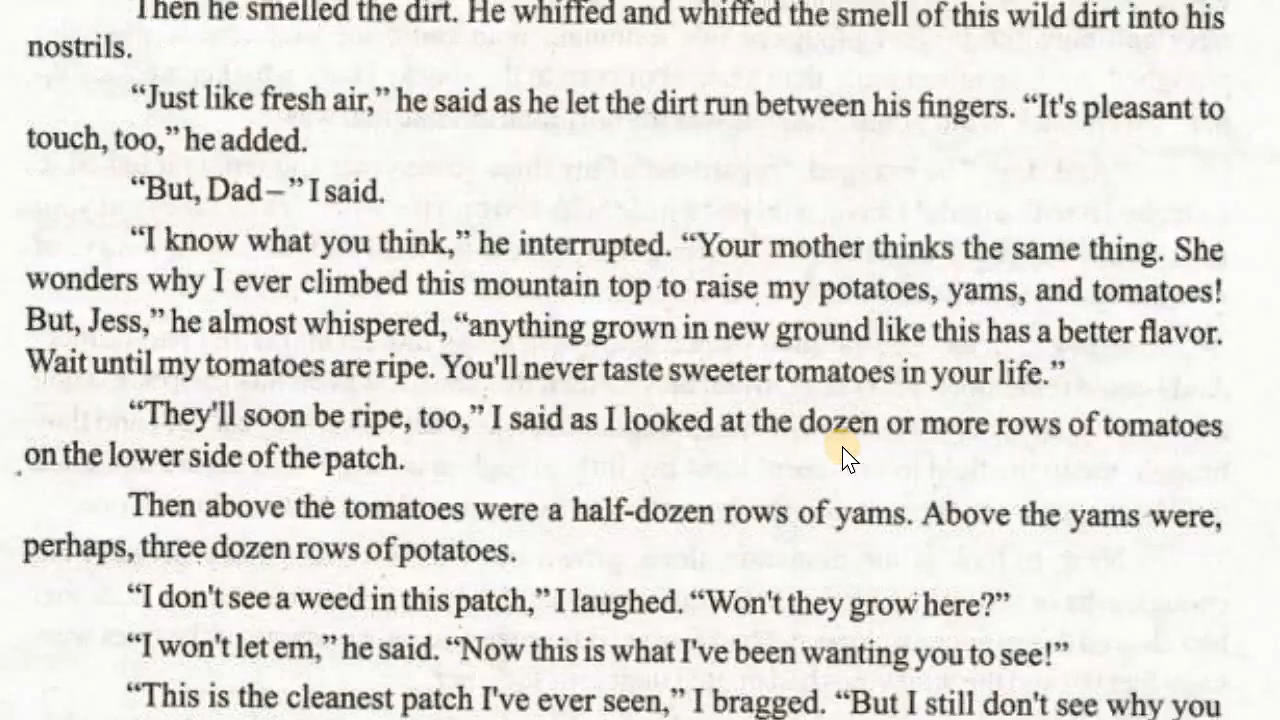 Then he smelled the dirt. He whiffed and whiffed the smell of this wild dirt into his
nostrils.
“Just like fresh air,” he said as he let the dirt run between his fingers. “It's pleasant to
touch, too,” he added.
“But, Dad–” I said.
“I know what you think,” he interrupted. “Your mother thinks the same thing. She
wonders why I ever climbed this mountain top to raise my potatoes, yams, and tomatoes!
But, Jess,” he almost whispered, “anything grown in new ground like this has a better flavor.
Wait until my tomatoes are ripe. You'll never taste sweeter tomatoes in your life.”
“They'll soon be ripe, too,” I said as I looked at the dozen or more rows of tomatoes
on the lower side of the patch.
Then above the tomatoes were a half-dozen rows of yams. Above the yams were,
perhaps, three dozen rows of potatoes.
“I don't see a weed in this patch,” I laughed. “Won't they grow here?”
“I won't let em,” he said. “Now this is what I've been wanting you to see!”
“This is the cleanest patch I've ever seen,” I bragged. “But I still don't see why you